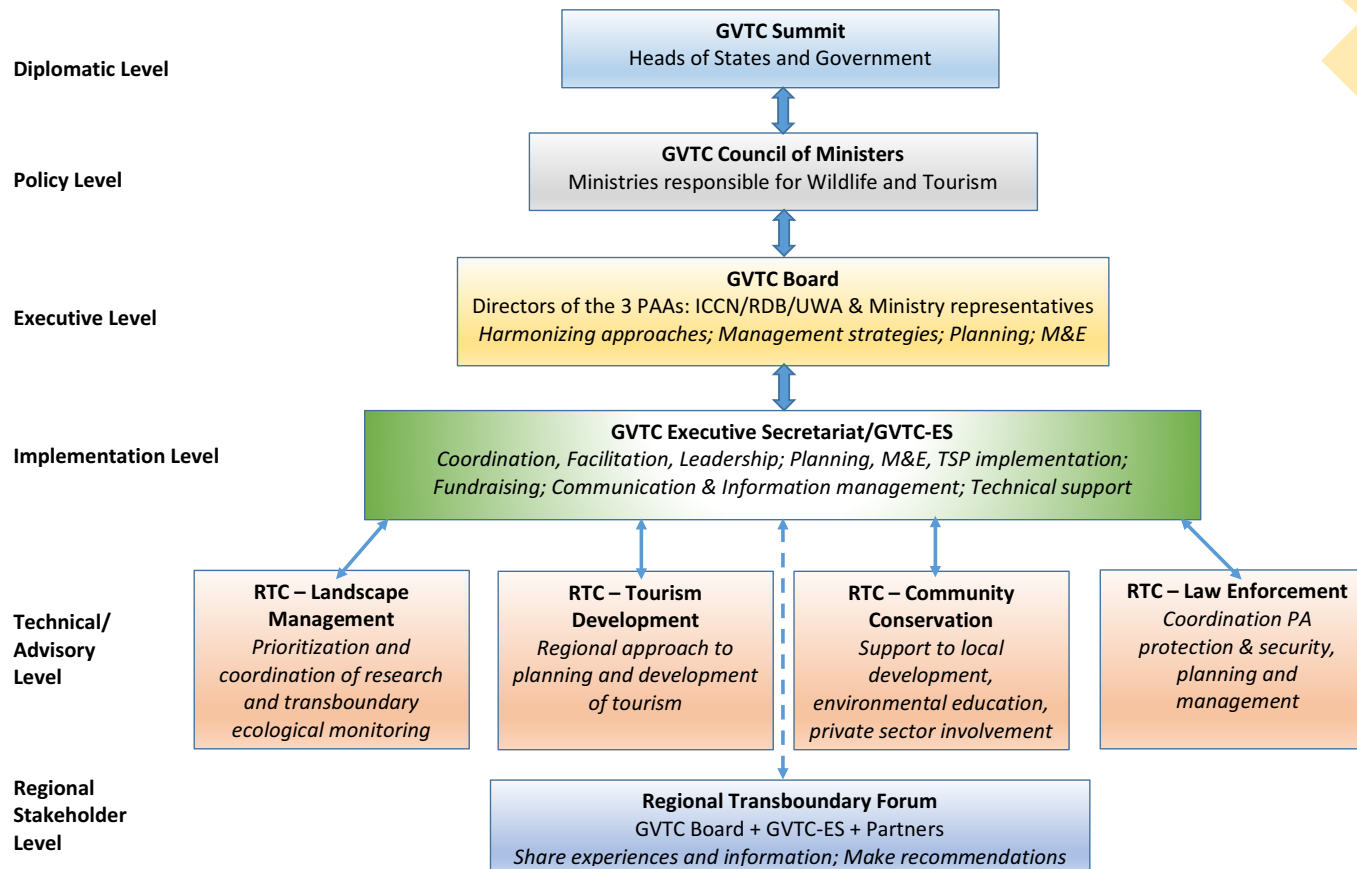 Diplomatic Level
GVTC Summit
Heads of States and Government
Policy Level
GVTC Council of Ministers
Ministries responsible for Wildlife and Tourism
Executive Level
GVTC Board
Directors of the 3 PAAs: ICCN/RDB/UWA & Ministry representatives
Harmonizing approaches; Management strategies; Planning; M&E
Implementation Level
GVTC Executive Secretariat/GVTC-ES
Coordination, Facilitation, Leadership; Planning, M&E, TSP implementation;
Fundraising; Communication & Information management; Technical support
Technical/
Advisory
Level
RTC – Landscape
Management
Prioritization and
coordination of research
and transboundary
ecological monitoring
RTC – Tourism
Development
Regional approach to
planning and development
of tourism
RTC – Community
Conservation
Support to local
development,
environmental education,
private sector involvement
RTC – Law Enforcement
Coordination PA
protection & security,
planning and
management
Regional
Stakeholder
Level
Regional Transboundary Forum
GVTC Board + GVTC-ES + Partners
Share experiences and information; Make recommendations